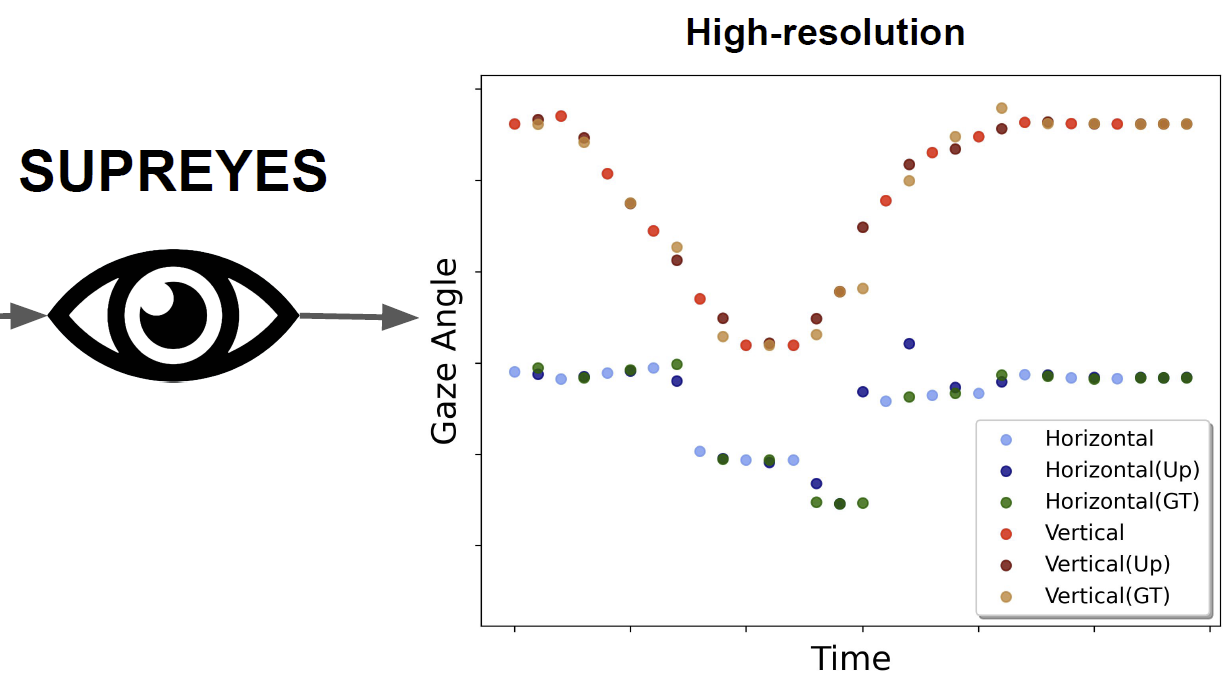 High-resolution
SUPREYES
Gaze Angle
Horizontal
Horizontal(Up)
Horizontal(GT)
Vertical
Vertical(Up)
Vertical(GT)
Time